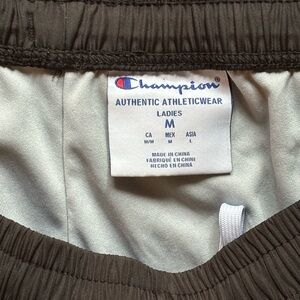 Champion®
AUTHENTIC ATHLETICWEAR
LADIES
M
CA MEX ASIA
M/M M L
MADE IN CHINA
FABRIQUÉ EN CHINE
HECHO EN CHINA